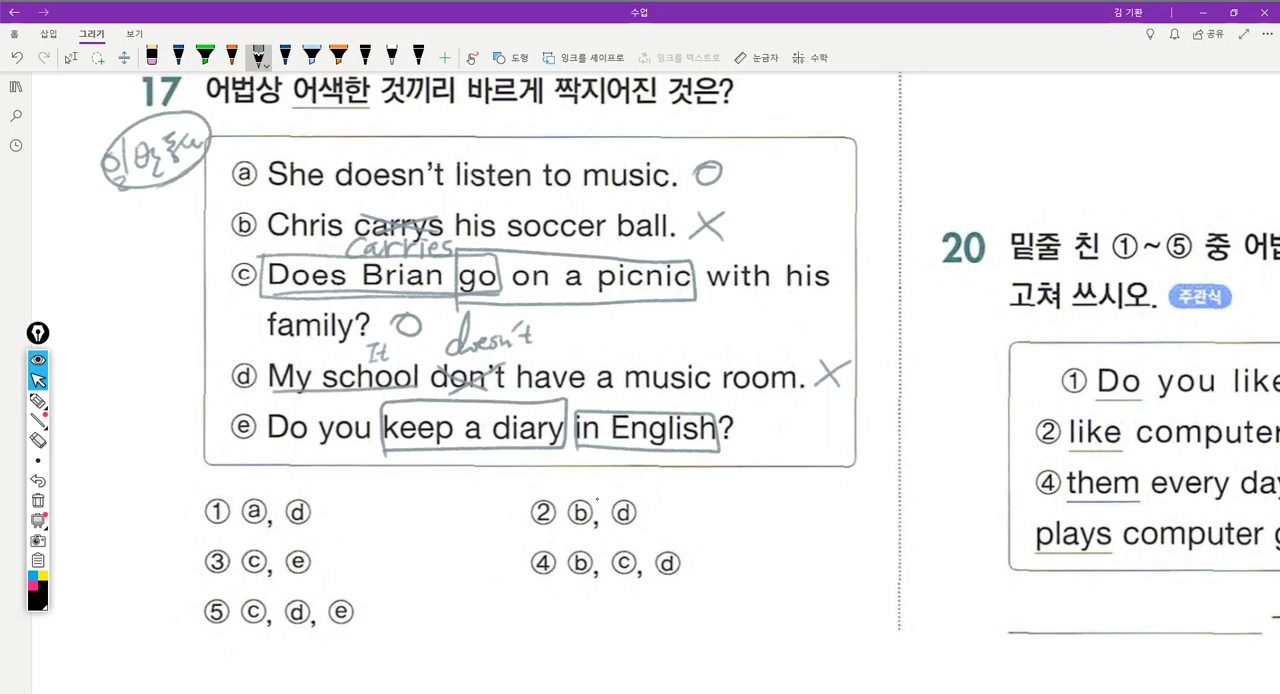 수업
김 기환
홈 삽입 그리기 보기
공유
도형 잉크를 셰이프로 잉크를 텍스트로 눈금자 수학
17 어법상 어색한 것끼리 바르게 짝지어진 것은?
일반동사
ⓐ She doesn't listen to music. O
ⓑ Chris carrys his soccer ball. X
carries
ⓒ Does Brian go on a picnic with his
family? O
It doesn't
ⓓ My school don't have a music room. X
ⓔ Do you keep a diary in English?
① ⓐ, ⓓ
② ⓑ, ⓓ
③ ⓒ, ⓔ
④ ⓑ, ⓒ, ⓓ
⑤ ⓒ, ⓓ, ⓔ
20 밑줄 친 ①~⑤ 중 어법
고쳐 쓰시오. 주관식
① Do you like
② like computer
④ them every day
plays computer g